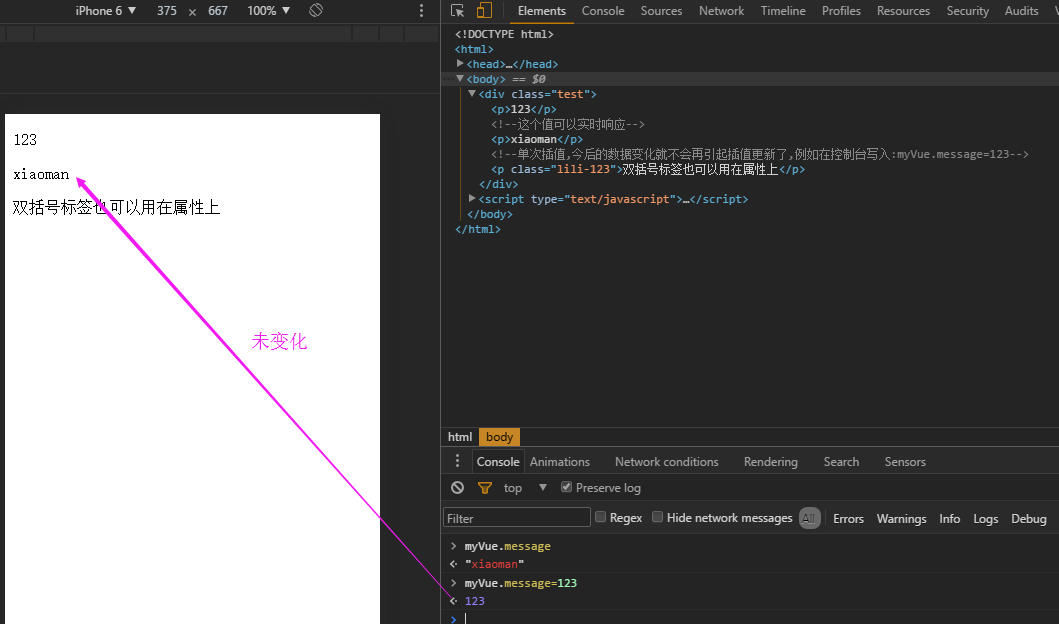 iPhone 6 ▼ 375 × 667 100% ▼
Elements Console Sources Network Timeline Profiles Resources Security Audits
123
xiaoman
双括号标签也可以用在属性上
未变化
<!DOCTYPE html>
<html>
▶<head>…</head>
▼<body> == $0
▼<div class="test">
<p>123</p>
<!--这个值可以实时响应-->
<p>xiaoman</p>
<!--单次插值,今后的数据变化就不会再引起插值更新了,例如在控制台写入:myVue.message=123-->
<p class="lili-123">双括号标签也可以用在属性上</p>
</div>
▶<script type="text/javascript">…</script>
</body>
</html>
html body
Console Animations Network conditions Rendering Search Sensors
top ▼ Preserve log
Filter Regex Hide network messages All Errors Warnings Info Logs Debug
> myVue.message
< "xiaoman"
> myVue.message=123
< 123
>